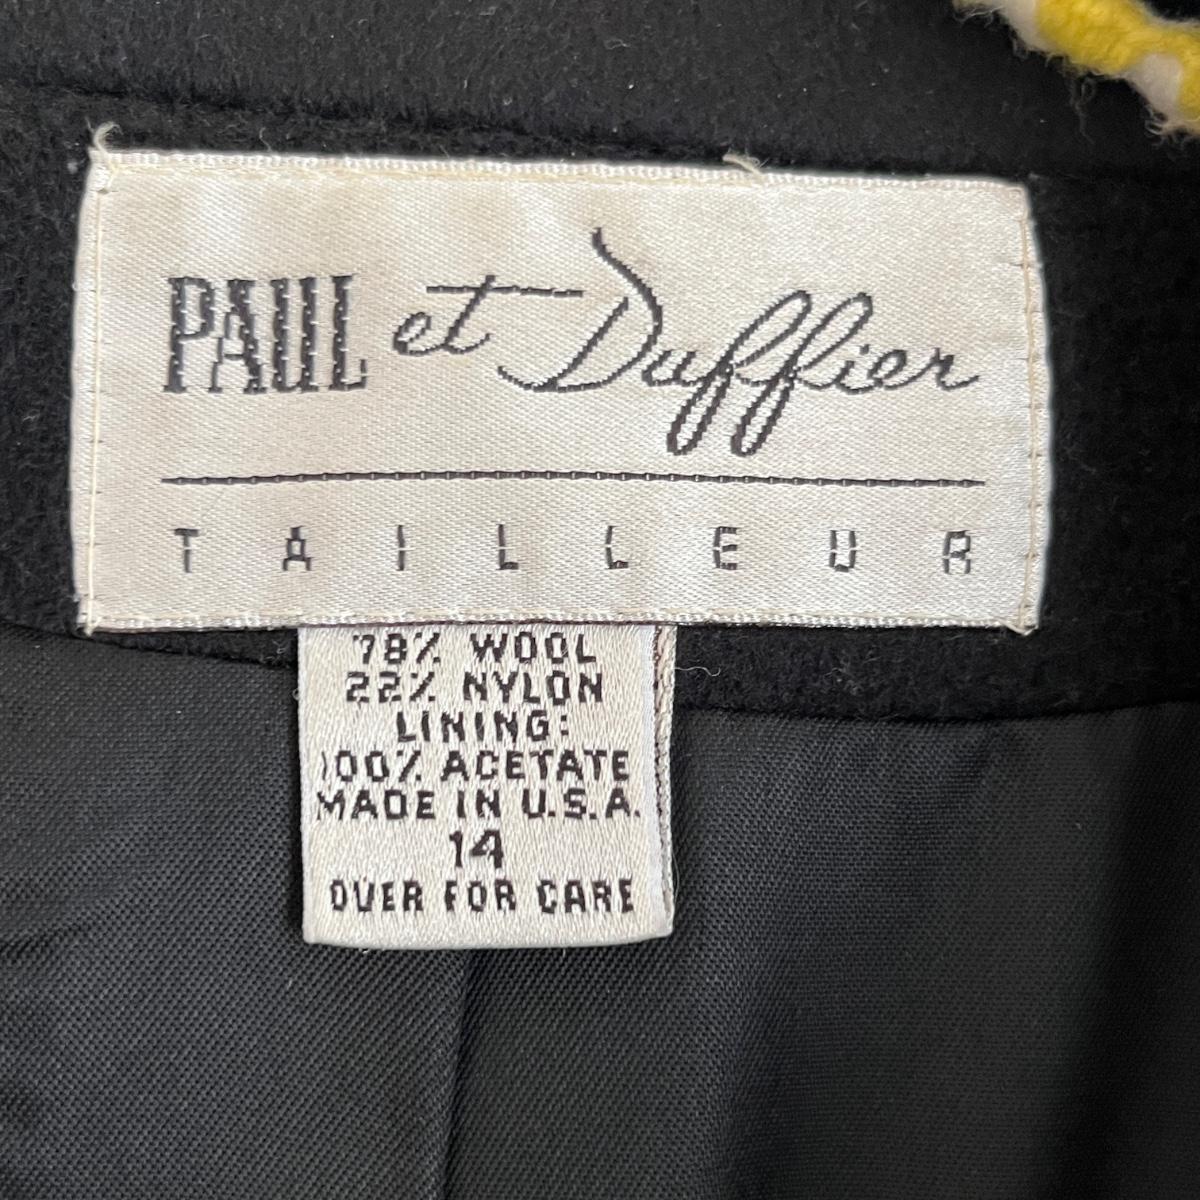 PAUL et Duffier
TAILLEUR
78% WOOL
22% NYLON
LINING:
100% ACETATE
MADE IN U.S.A.
14
OVER FOR CARE